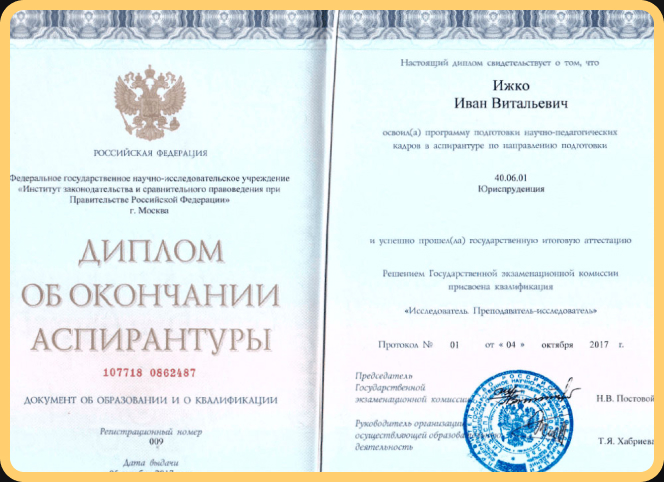 РОССИЙСКАЯ ФЕДЕРАЦИЯ
Федеральное государственное научно-исследовательское учреждение
«Институт законодательства и сравнительного правоведения при
Правительстве Российской Федерации»
г. Москва
ДИПЛОМ
ОБ ОКОНЧАНИИ
АСПИРАНТУРЫ
107718 0862487
ДОКУМЕНТ ОБ ОБРАЗОВАНИИ И О КВАЛИФИКАЦИИ
Регистрационный номер
009
Дата выдачи
Настоящий диплом свидетельствует о том, что
Ижко
Иван Витальевич
освоил(а) программу подготовки научно-педагогических
кадров в аспирантуре по направлению подготовки
40.06.01
Юриспруденция
и успешно прошел(ла) государственную итоговую аттестацию
Решением Государственной экзаменационной комиссии
присвоена квалификация
«Исследователь. Преподаватель-исследователь»
Протокол № 01 от « 04 » октября 2017 г.
Председатель
Государственной
экзаменационной комиссии
Н.В. Постовой
Руководитель организации,
осуществляющей образовательную
деятельность
Т.Я. Хабриева